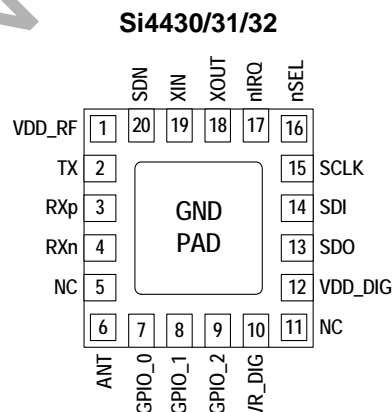 Si4430/31/32
SDN
XIN
XOUT
nIRQ
nSEL
VDD_RF 1 20 19 18 17 16
TX 2 15 SCLK
RXp 3 GND 14 SDI
RXn 4 PAD 13 SDO
NC 5 12 VDD_DIG
6 7 8 9 10 11 NC
ANT
GPIO_0
GPIO_1
GPIO_2
VR_DIG